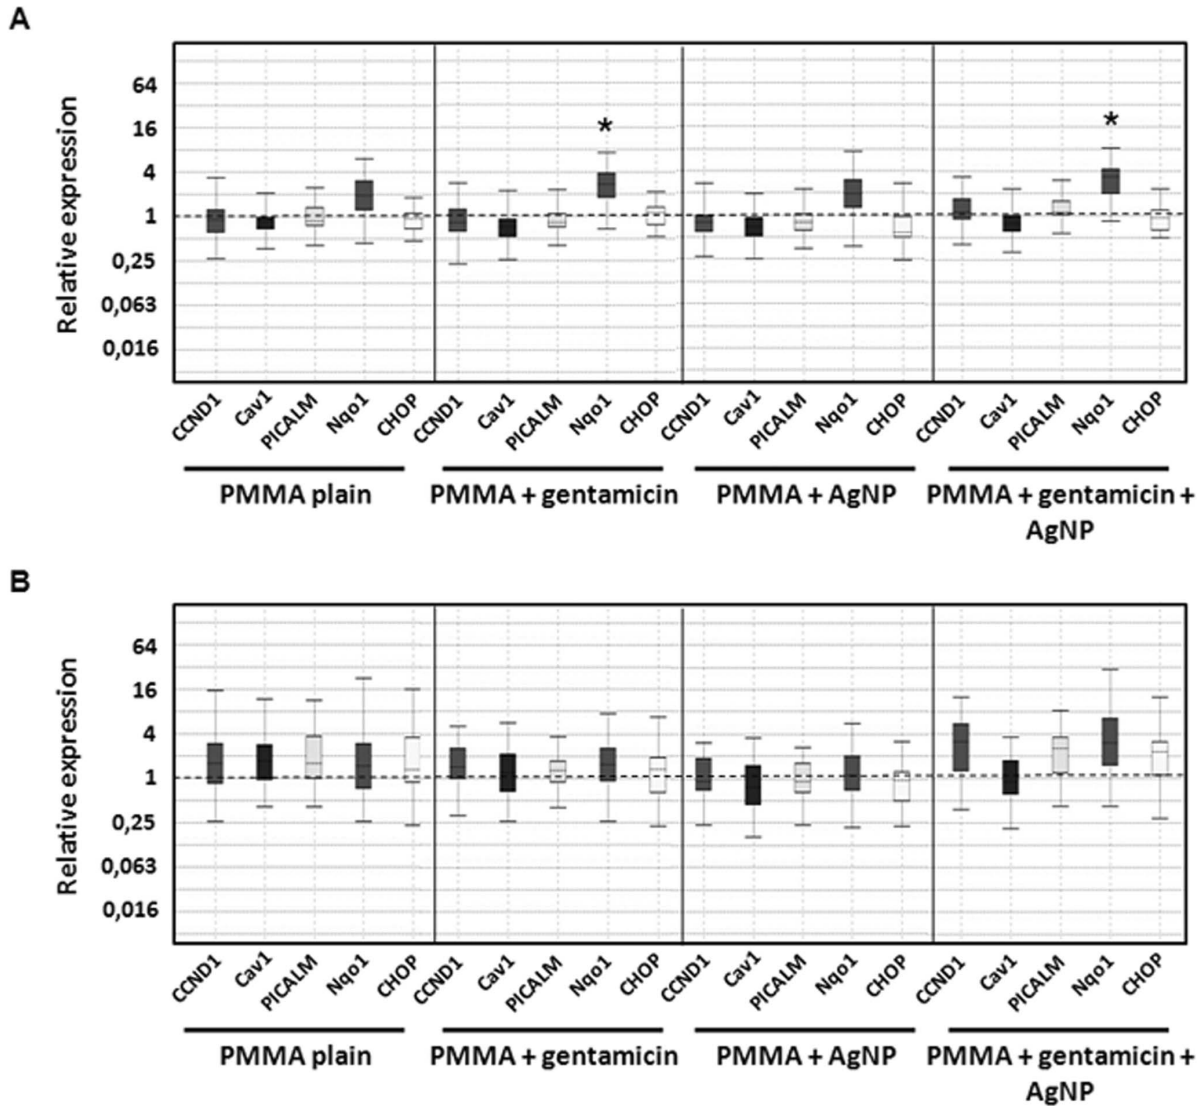 A
Relative expression
64
16
4
1
0,25
0,063
0,016
*
*
CCND1 Cav1 PICALM Nqo1 CHOP CCND1 Cav1 PICALM Nqo1 CHOP CCND1 Cav1 PICALM Nqo1 CHOP CCND1 Cav1 PICALM Nqo1 CHOP
PMMA plain PMMA + gentamicin PMMA + AgNP PMMA + gentamicin +
AgNP
B
Relative expression
64
16
4
1
0,25
0,063
0,016
CCND1 Cav1 PICALM Nqo1 CHOP CCND1 Cav1 PICALM Nqo1 CHOP CCND1 Cav1 PICALM Nqo1 CHOP CCND1 Cav1 PICALM Nqo1 CHOP
PMMA plain PMMA + gentamicin PMMA + AgNP PMMA + gentamicin +
AgNP